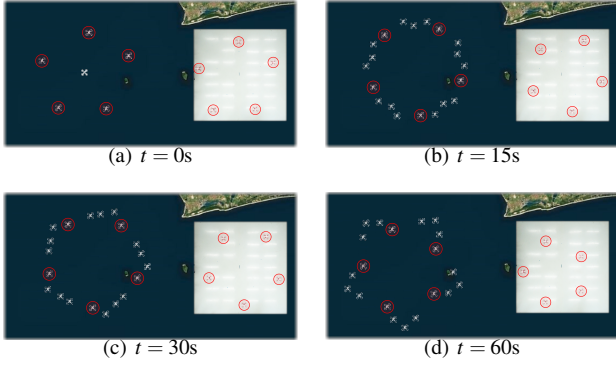 (a) t = 0s
(b) t = 15s
(c) t = 30s
(d) t = 60s